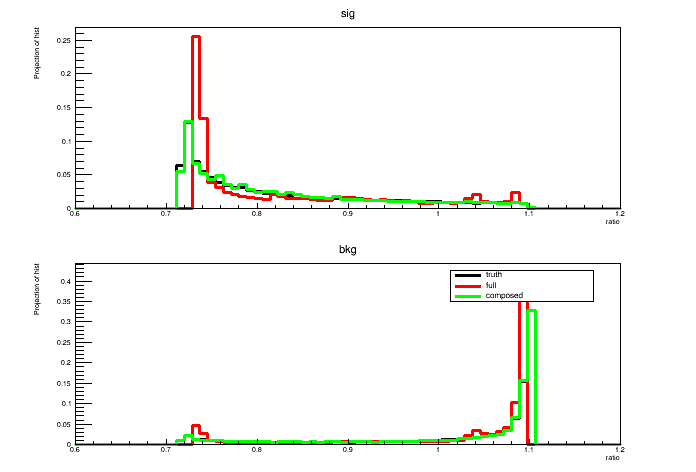 sig
Projection of hist
0.25
0.2
0.15
0.1
0.05
0
0.6 0.7 0.8 0.9 1 1.1 1.2
ratio
bkg
Projection of hist
0.4
0.35
0.3
0.25
0.2
0.15
0.1
0.05
0
truth
full
composed
0.6 0.7 0.8 0.9 1 1.1 1.2
ratio